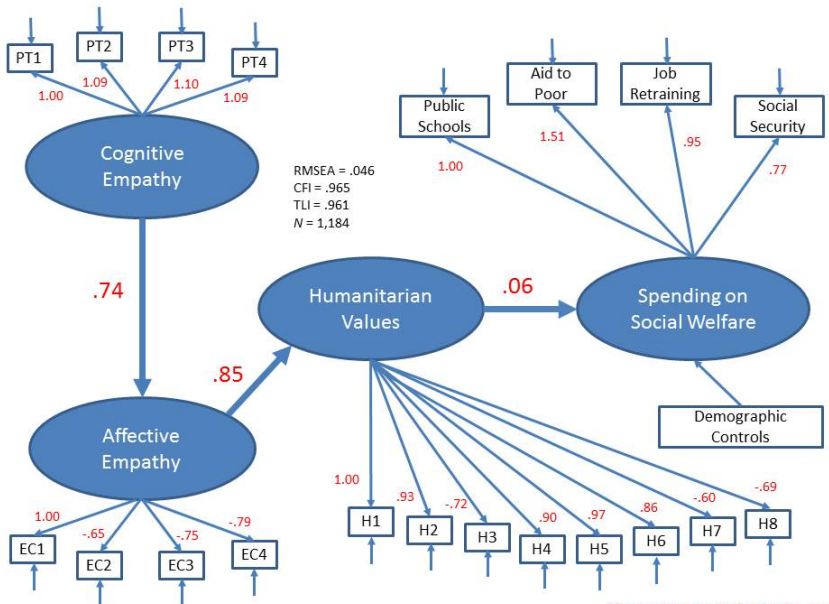 PT1
PT2
PT3
PT4
1.00
1.09
1.10
1.09
Cognitive
Empathy
RMSEA = .046
CFI = .965
TLI = .961
N = 1,184
Public
Schools
Aid to
Poor
Job
Retraining
Social
Security
1.00
1.51
.95
.77
.74
Humanitarian
Values
.06
Spending on
Social Welfare
.85
Demographic
Controls
Affective
Empathy
1.00
-.65
-.75
-.79
EC1
EC2
EC3
EC4
1.00
.93
-.72
.90
.97
.86
-.60
-.69
H1
H2
H3
H4
H5
H6
H7
H8